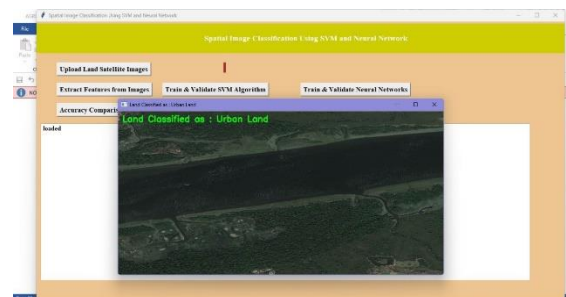 Spatial Image Classification Using SVM and Neural Network
File
Spatial Image Classification Using SVM and Neural Network
Upload Land Satellite Images
Extract Features from Images
Train & Validate SVM Algorithm
Train & Validate Neural Networks
Accuracy Comparis
Land Classified as : Urban Land
Land Classified as : Urban Land
loaded